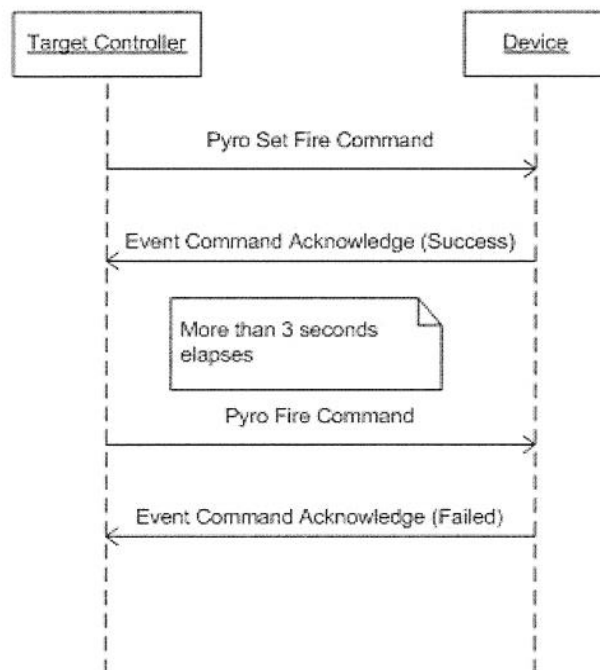 Target Controller
Device
Pyro Set Fire Command
Event Command Acknowledge (Success)
More than 3 seconds
elapses
Pyro Fire Command
Event Command Acknowledge (Failed)